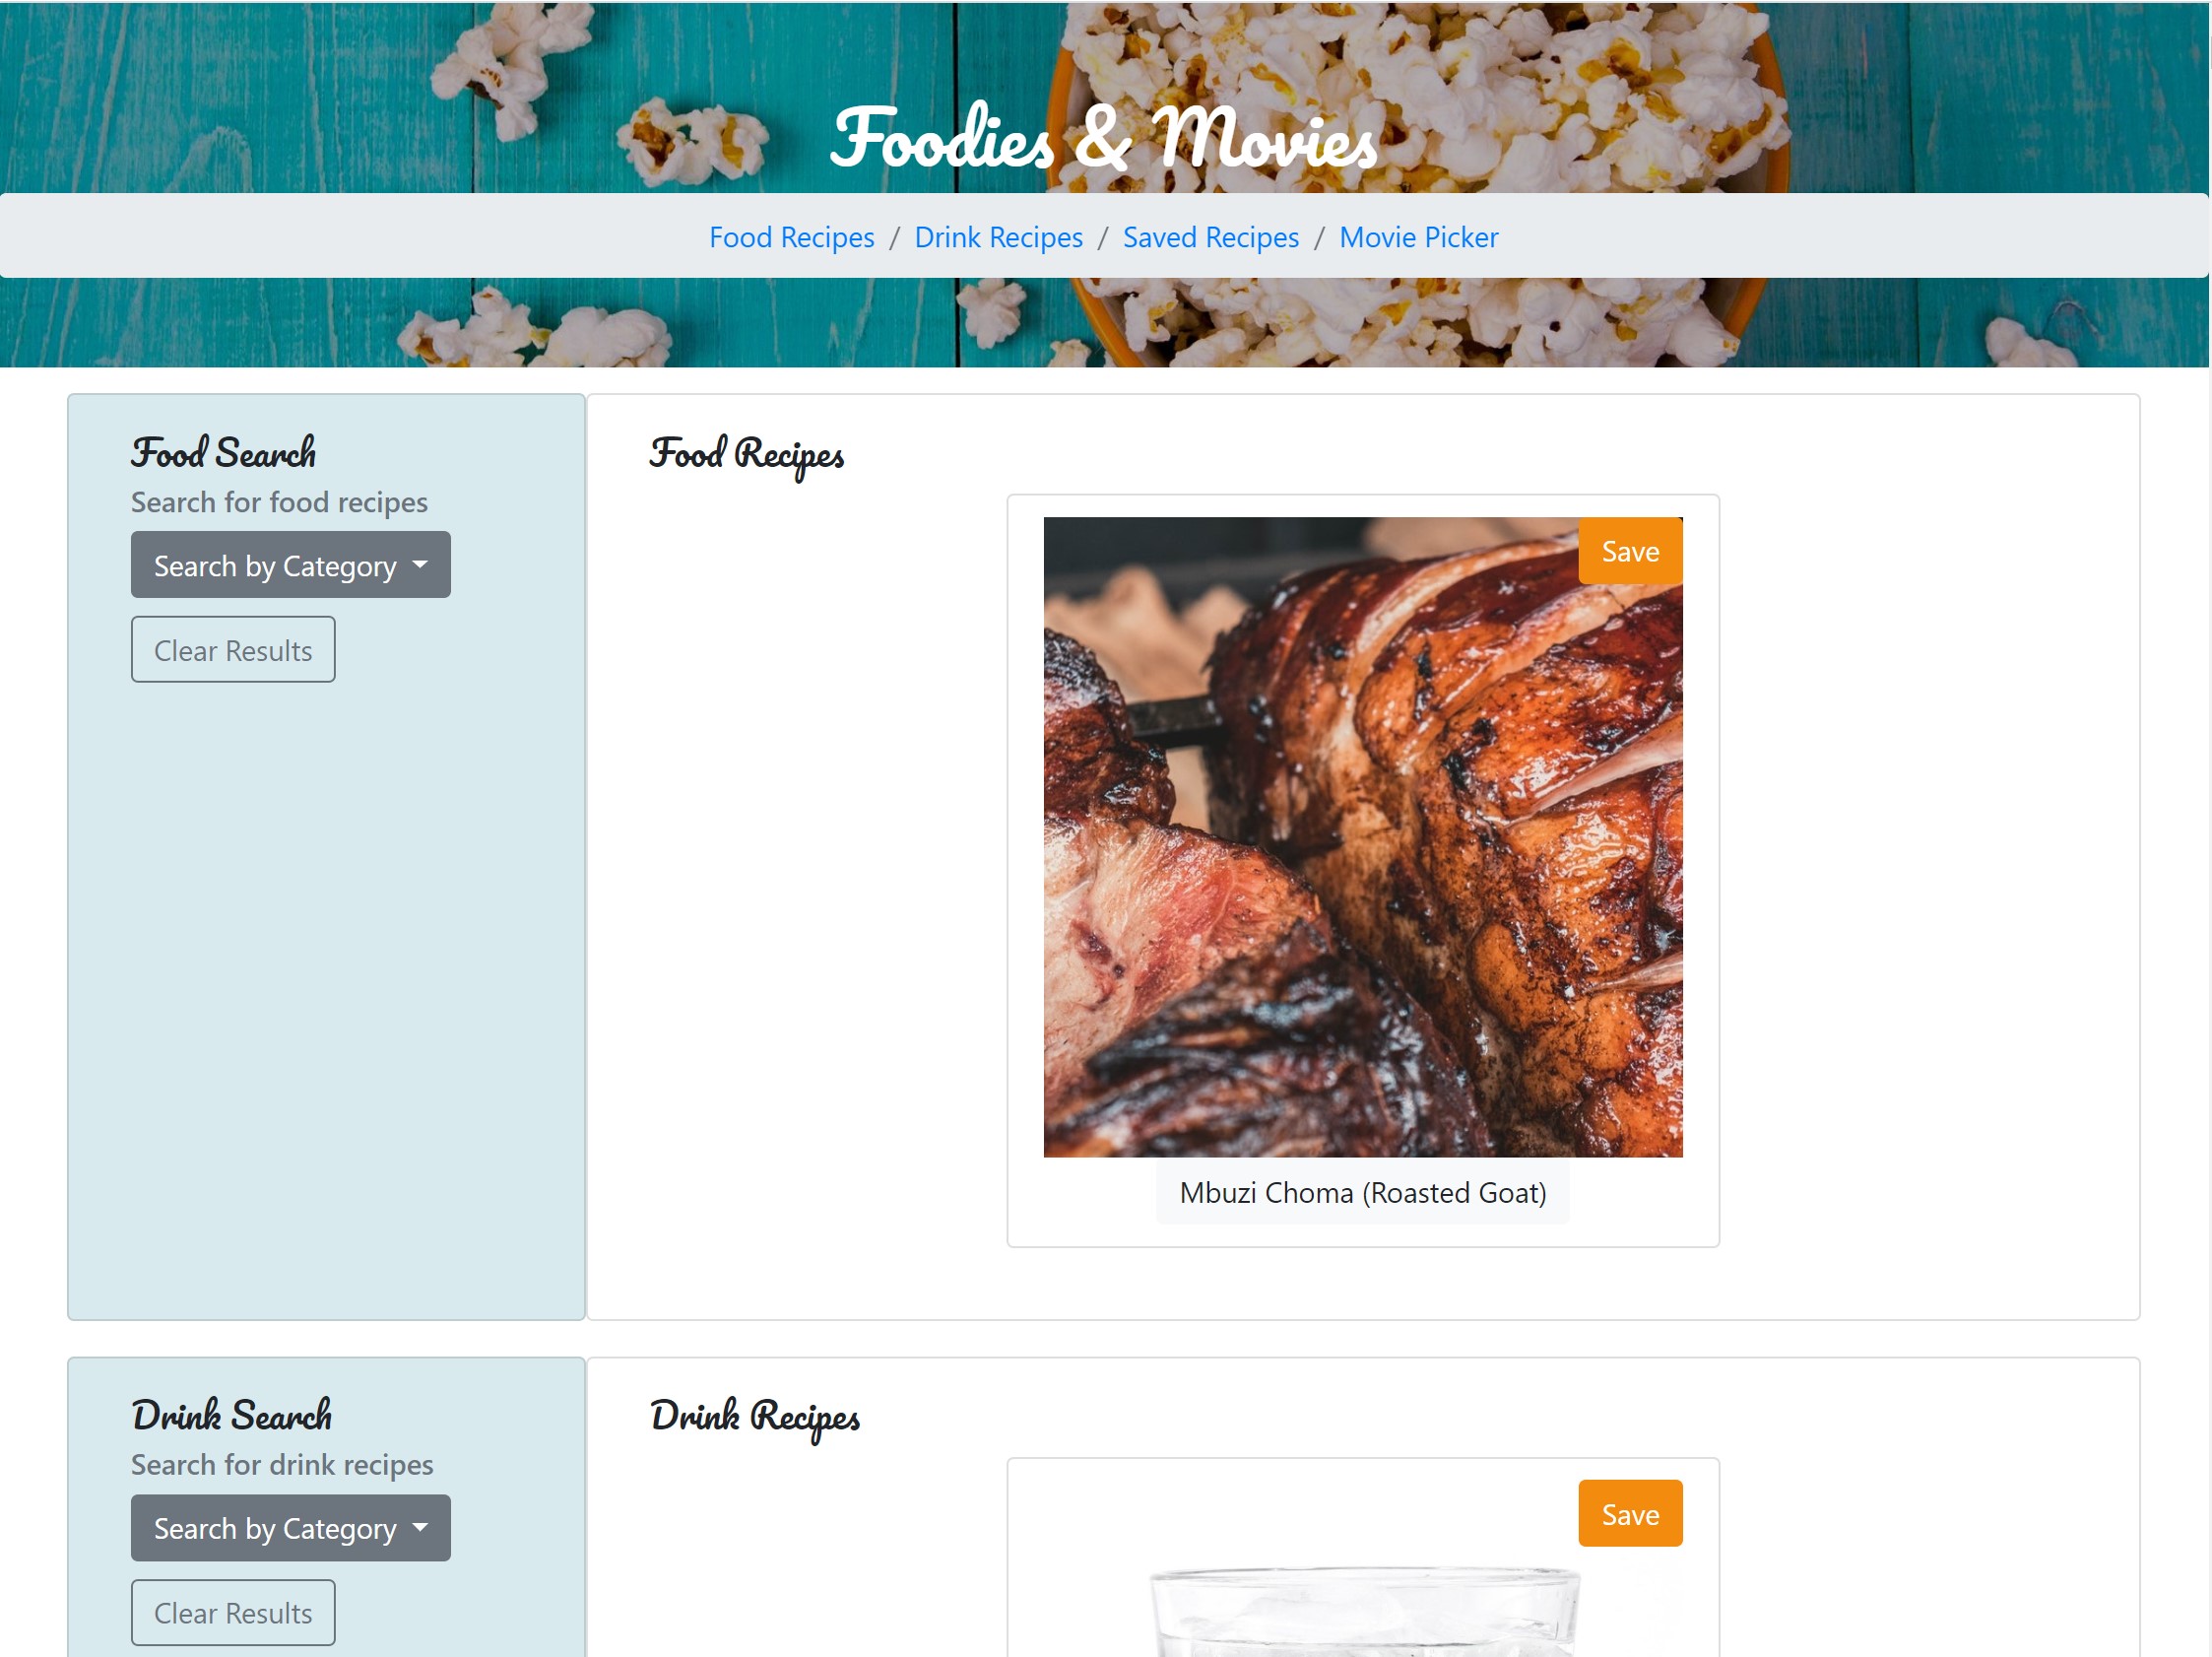 Foodies & Movies
Food Recipes / Drink Recipes / Saved Recipes / Movie Picker
Food Search
Search for food recipes
Search by Category
Clear Results
Food Recipes
Save
Mbuzi Choma (Roasted Goat)
Drink Search
Search for drink recipes
Search by Category
Clear Results
Drink Recipes
Save